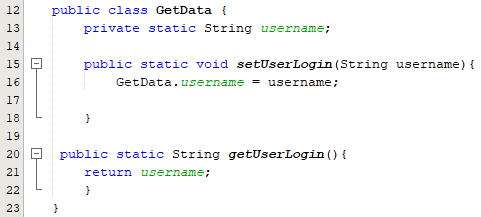 12 public class GetData {
13 private static String username;
14
15 public static void setUserLogin(String username){
16 GetData.username = username;
17
18 }
19
20 public static String getUserLogin(){
21 return username;
22 }
23 }